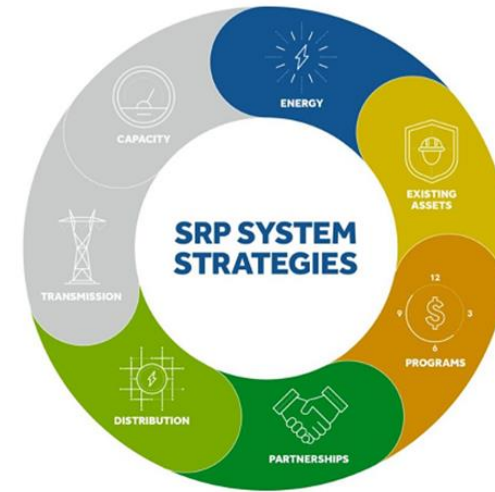 ENERGY
CAPACITY
EXISTING
ASSETS
SRP SYSTEM
STRATEGIES
TRANSMISSION
12
9
$
3
6
PROGRAMS
DISTRIBUTION
PARTNERSHIPS